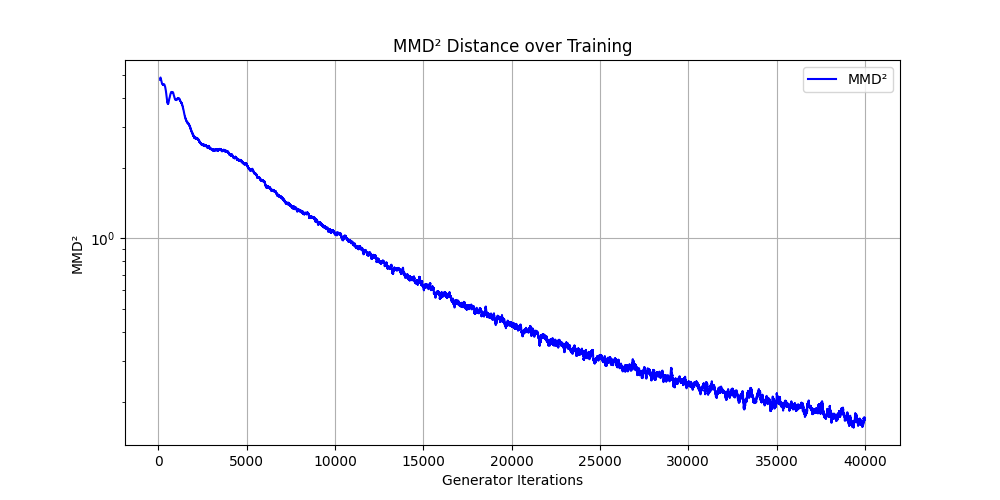 MMD² Distance over Training
MMD²
MMD²
10⁰
0 5000 10000 15000 20000 25000 30000 35000 40000
Generator Iterations